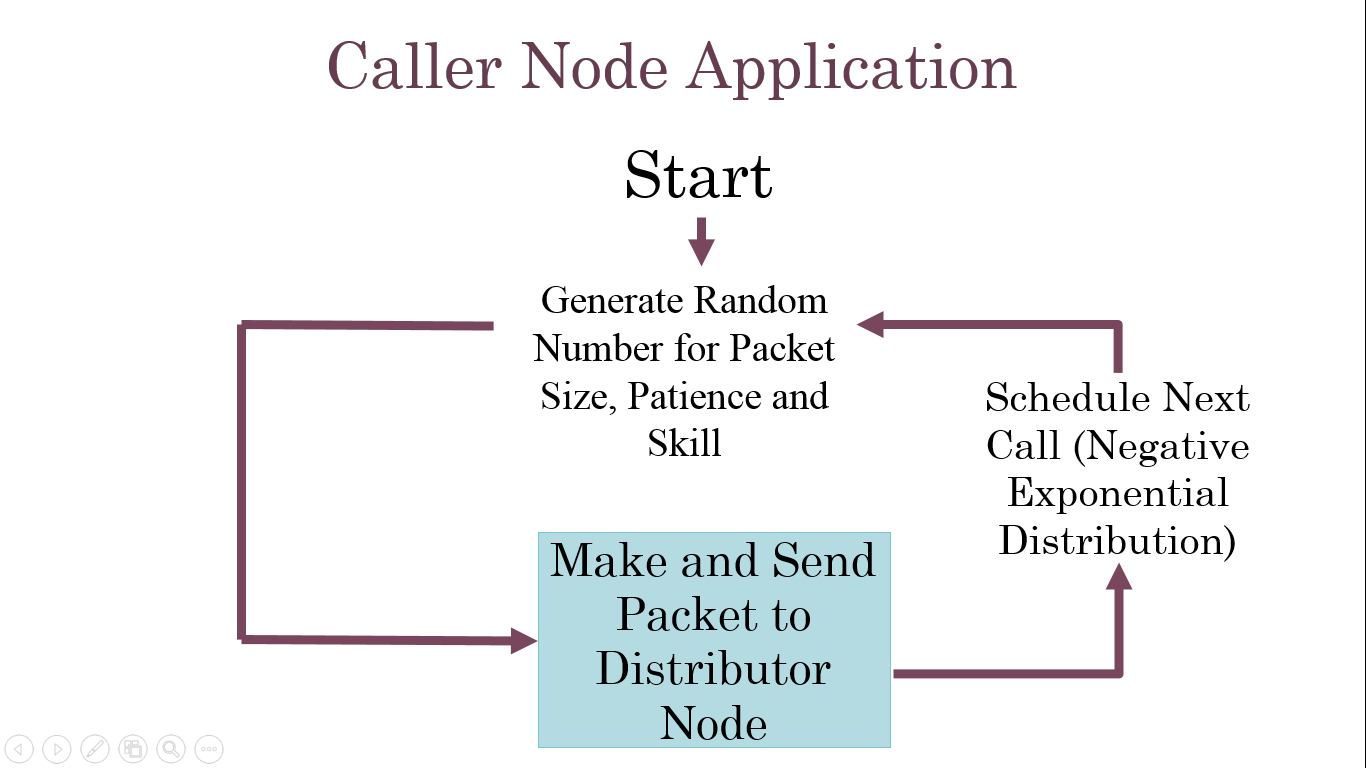 Caller Node Application
Start
Generate Random
Number for Packet
Size, Patience and
Skill
Schedule Next
Call (Negative
Exponential
Distribution)
Make and Send
Packet to
Distributor
Node